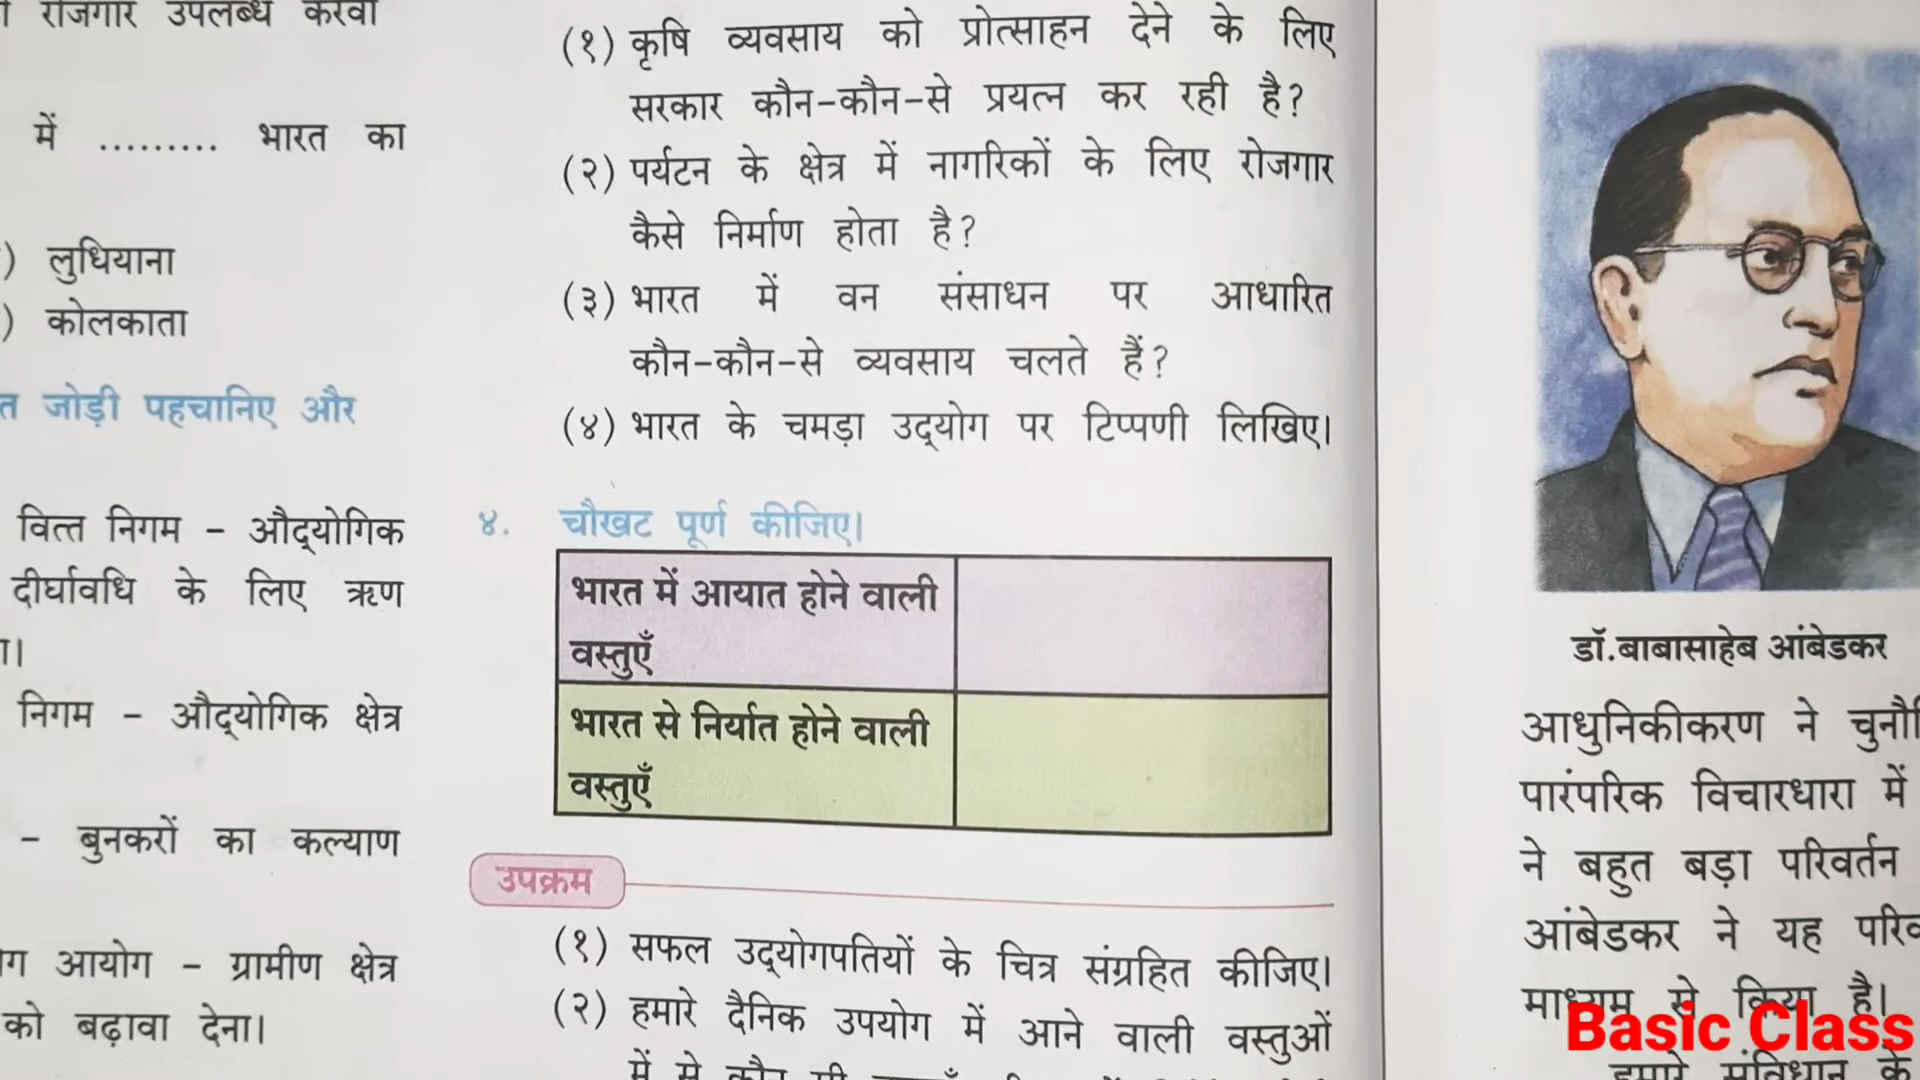 रोजगार उपलब्ध करवा
में ......... भारत का
) लुधियाना
) कोलकाता
त जोड़ी पहचानिए और
वित्त निगम - औद्‌योगिक
दीर्घावधि के लिए ऋण
ा।
निगम - औद्‌योगिक क्षेत्र
- बुनकरों का कल्याण
ग आयोग - ग्रामीण क्षेत्र
को बढ़ावा देना।
(१) कृषि व्यवसाय को प्रोत्साहन देने के लिए
सरकार कौन-कौन-से प्रयत्न कर रही है?
(२) पर्यटन के क्षेत्र में नागरिकों के लिए रोजगार
कैसे निर्माण होता है?
(३) भारत में वन संसाधन पर आधारित
कौन-कौन-से व्यवसाय चलते हैं?
(४) भारत के चमड़ा उद्‌योग पर टिप्पणी लिखिए।
४. चौखट पूर्ण कीजिए।
भारत में आयात होने वाली
वस्तुएँ
भारत से निर्यात होने वाली
वस्तुएँ
उपक्रम
(१) सफल उद्‌योगपतियों के चित्र संग्रहित कीजिए।
(२) हमारे दैनिक उपयोग में आने वाली वस्तुओं
डॉ.बाबासाहेब आंबेडकर
आधुनिकीकरण ने चुनौ
पारंपरिक विचारधारा में
ने बहुत बड़ा परिवर्तन
आंबेडकर ने यह परिव
माध्यम से किया है।
Basic Class
हमारे संविधान के